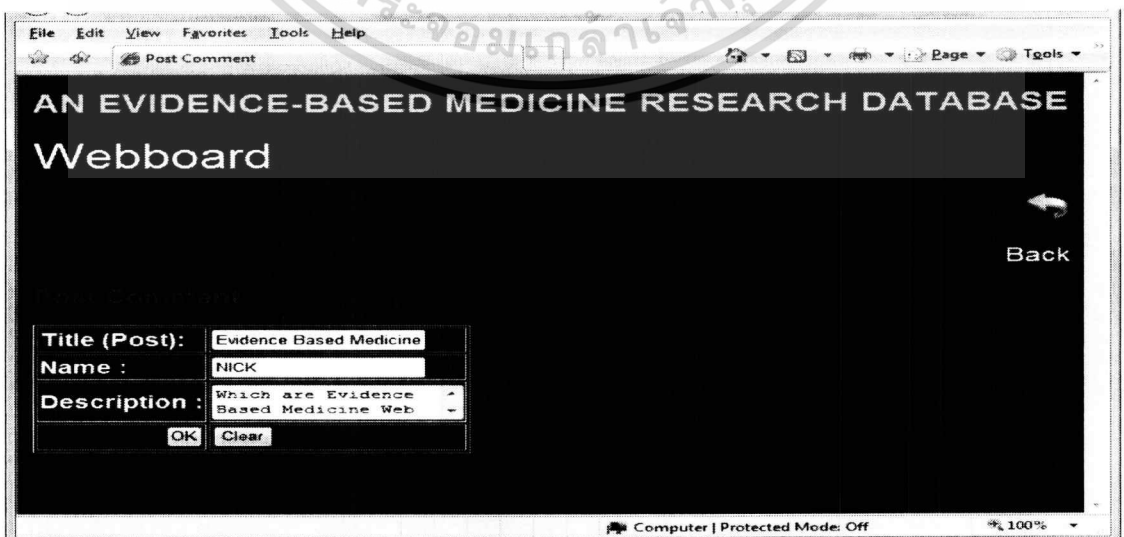 File Edit View Favorites Tools Help
Post Comment Page Tools
AN EVIDENCE-BASED MEDICINE RESEARCH DATABASE
Webboard
Back
Post Comment
Title (Post): Evidence Based Medicine
Name : NICK
Description : Which are Evidence
Based Medicine Web
OK Clear
Computer | Protected Mode: Off 100%